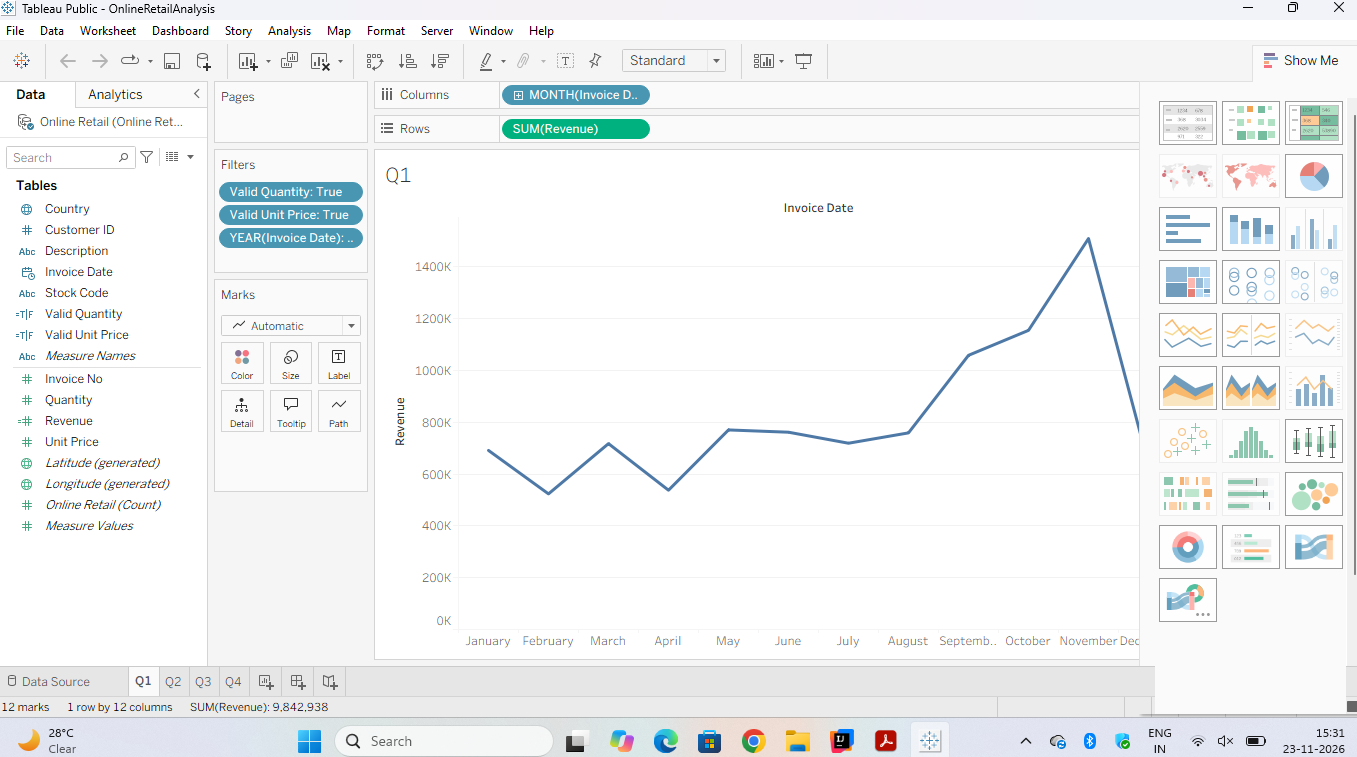 Tableau Public - OnlineRetailAnalysis
File Data Worksheet Dashboard Story Analysis Map Format Server Window Help
Standard
Show Me
Data Analytics
Online Retail (Online Ret...
Search
Tables
Country
Customer ID
Abc Description
Invoice Date
Abc Stock Code
=T|F Valid Quantity
=T|F Valid Unit Price
Abc Measure Names
Invoice No
Quantity
Revenue
Unit Price
Latitude (generated)
Longitude (generated)
Online Retail (Count)
Measure Values
Pages
Filters
Valid Quantity: True
Valid Unit Price: True
YEAR(Invoice Date): ..
Marks
Automatic
Color Size Label
Detail Tooltip Path
Columns MONTH(Invoice D..
Rows SUM(Revenue)
Q1
Invoice Date
Revenue
1400K
1200K
1000K
800K
600K
400K
200K
0K
January February March April May June July August Septemb.. October November Dec
Data Source Q1 Q2 Q3 Q4
12 marks 1 row by 12 columns SUM(Revenue): 9,842,938
28°C
Clear
Search
ENG
IN
15:31
23-11-2026